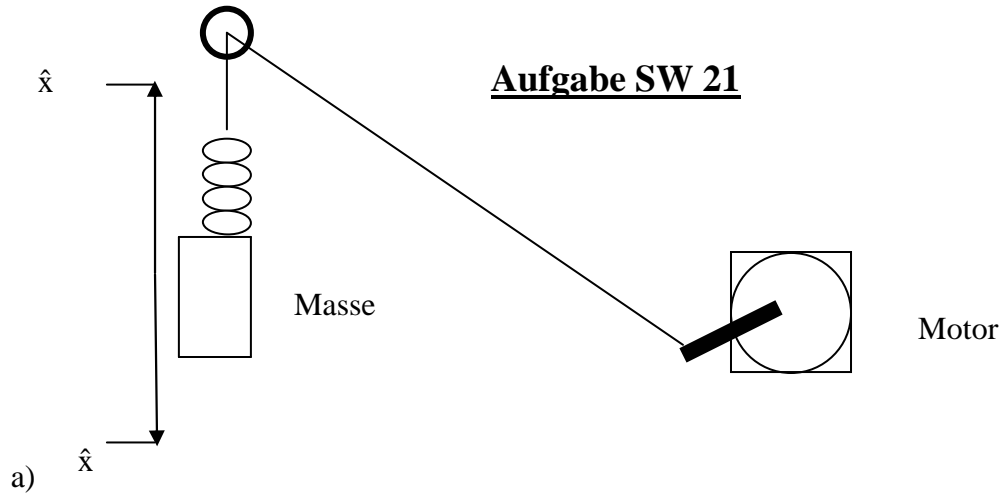 Aufgabe SW 21
x̂
Masse
Motor
x̂
a)